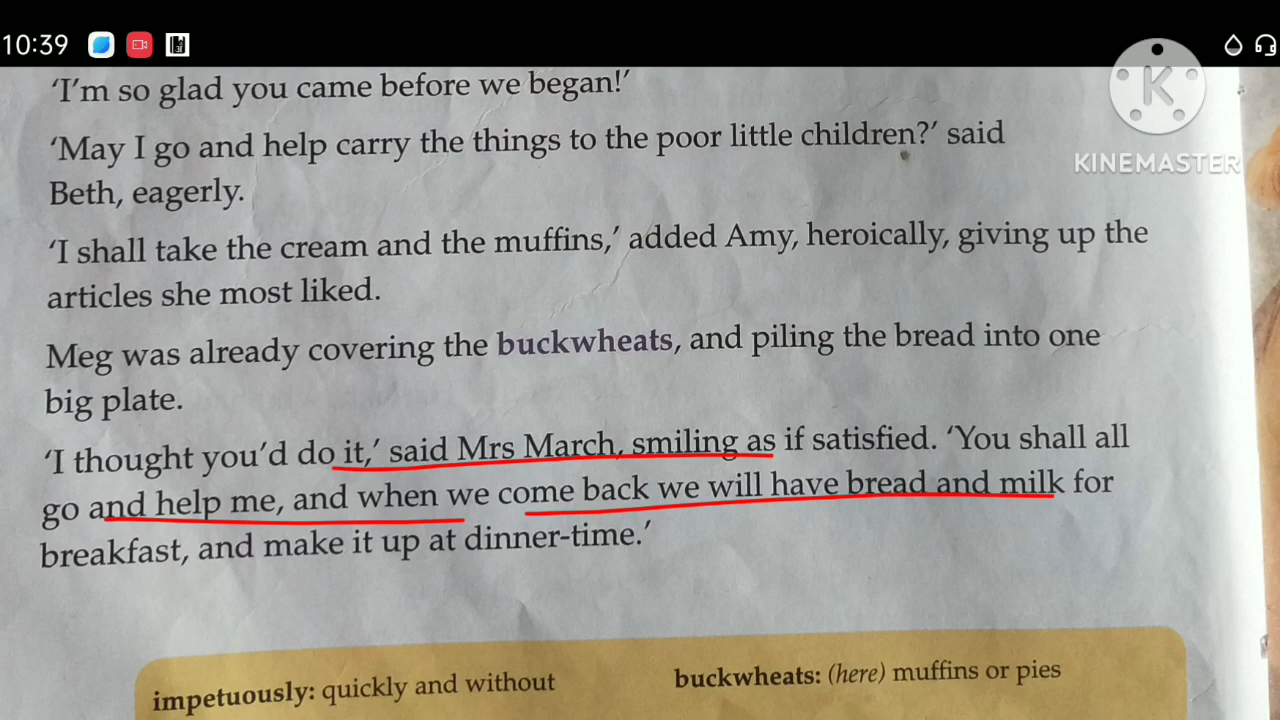 10:39
KINEMASTER
‘I’m so glad you came before we began!’
‘May I go and help carry the things to the poor little children?’ said
Beth, eagerly.
‘I shall take the cream and the muffins,’ added Amy, heroically, giving up the
articles she most liked.
Meg was already covering the buckwheats, and piling the bread into one
big plate.
‘I thought you’d do it,’ said Mrs March, smiling as if satisfied. ‘You shall all
go and help me, and when we come back we will have bread and milk for
breakfast, and make it up at dinner-time.’
impetuously: quickly and without
buckwheats: (here) muffins or pies